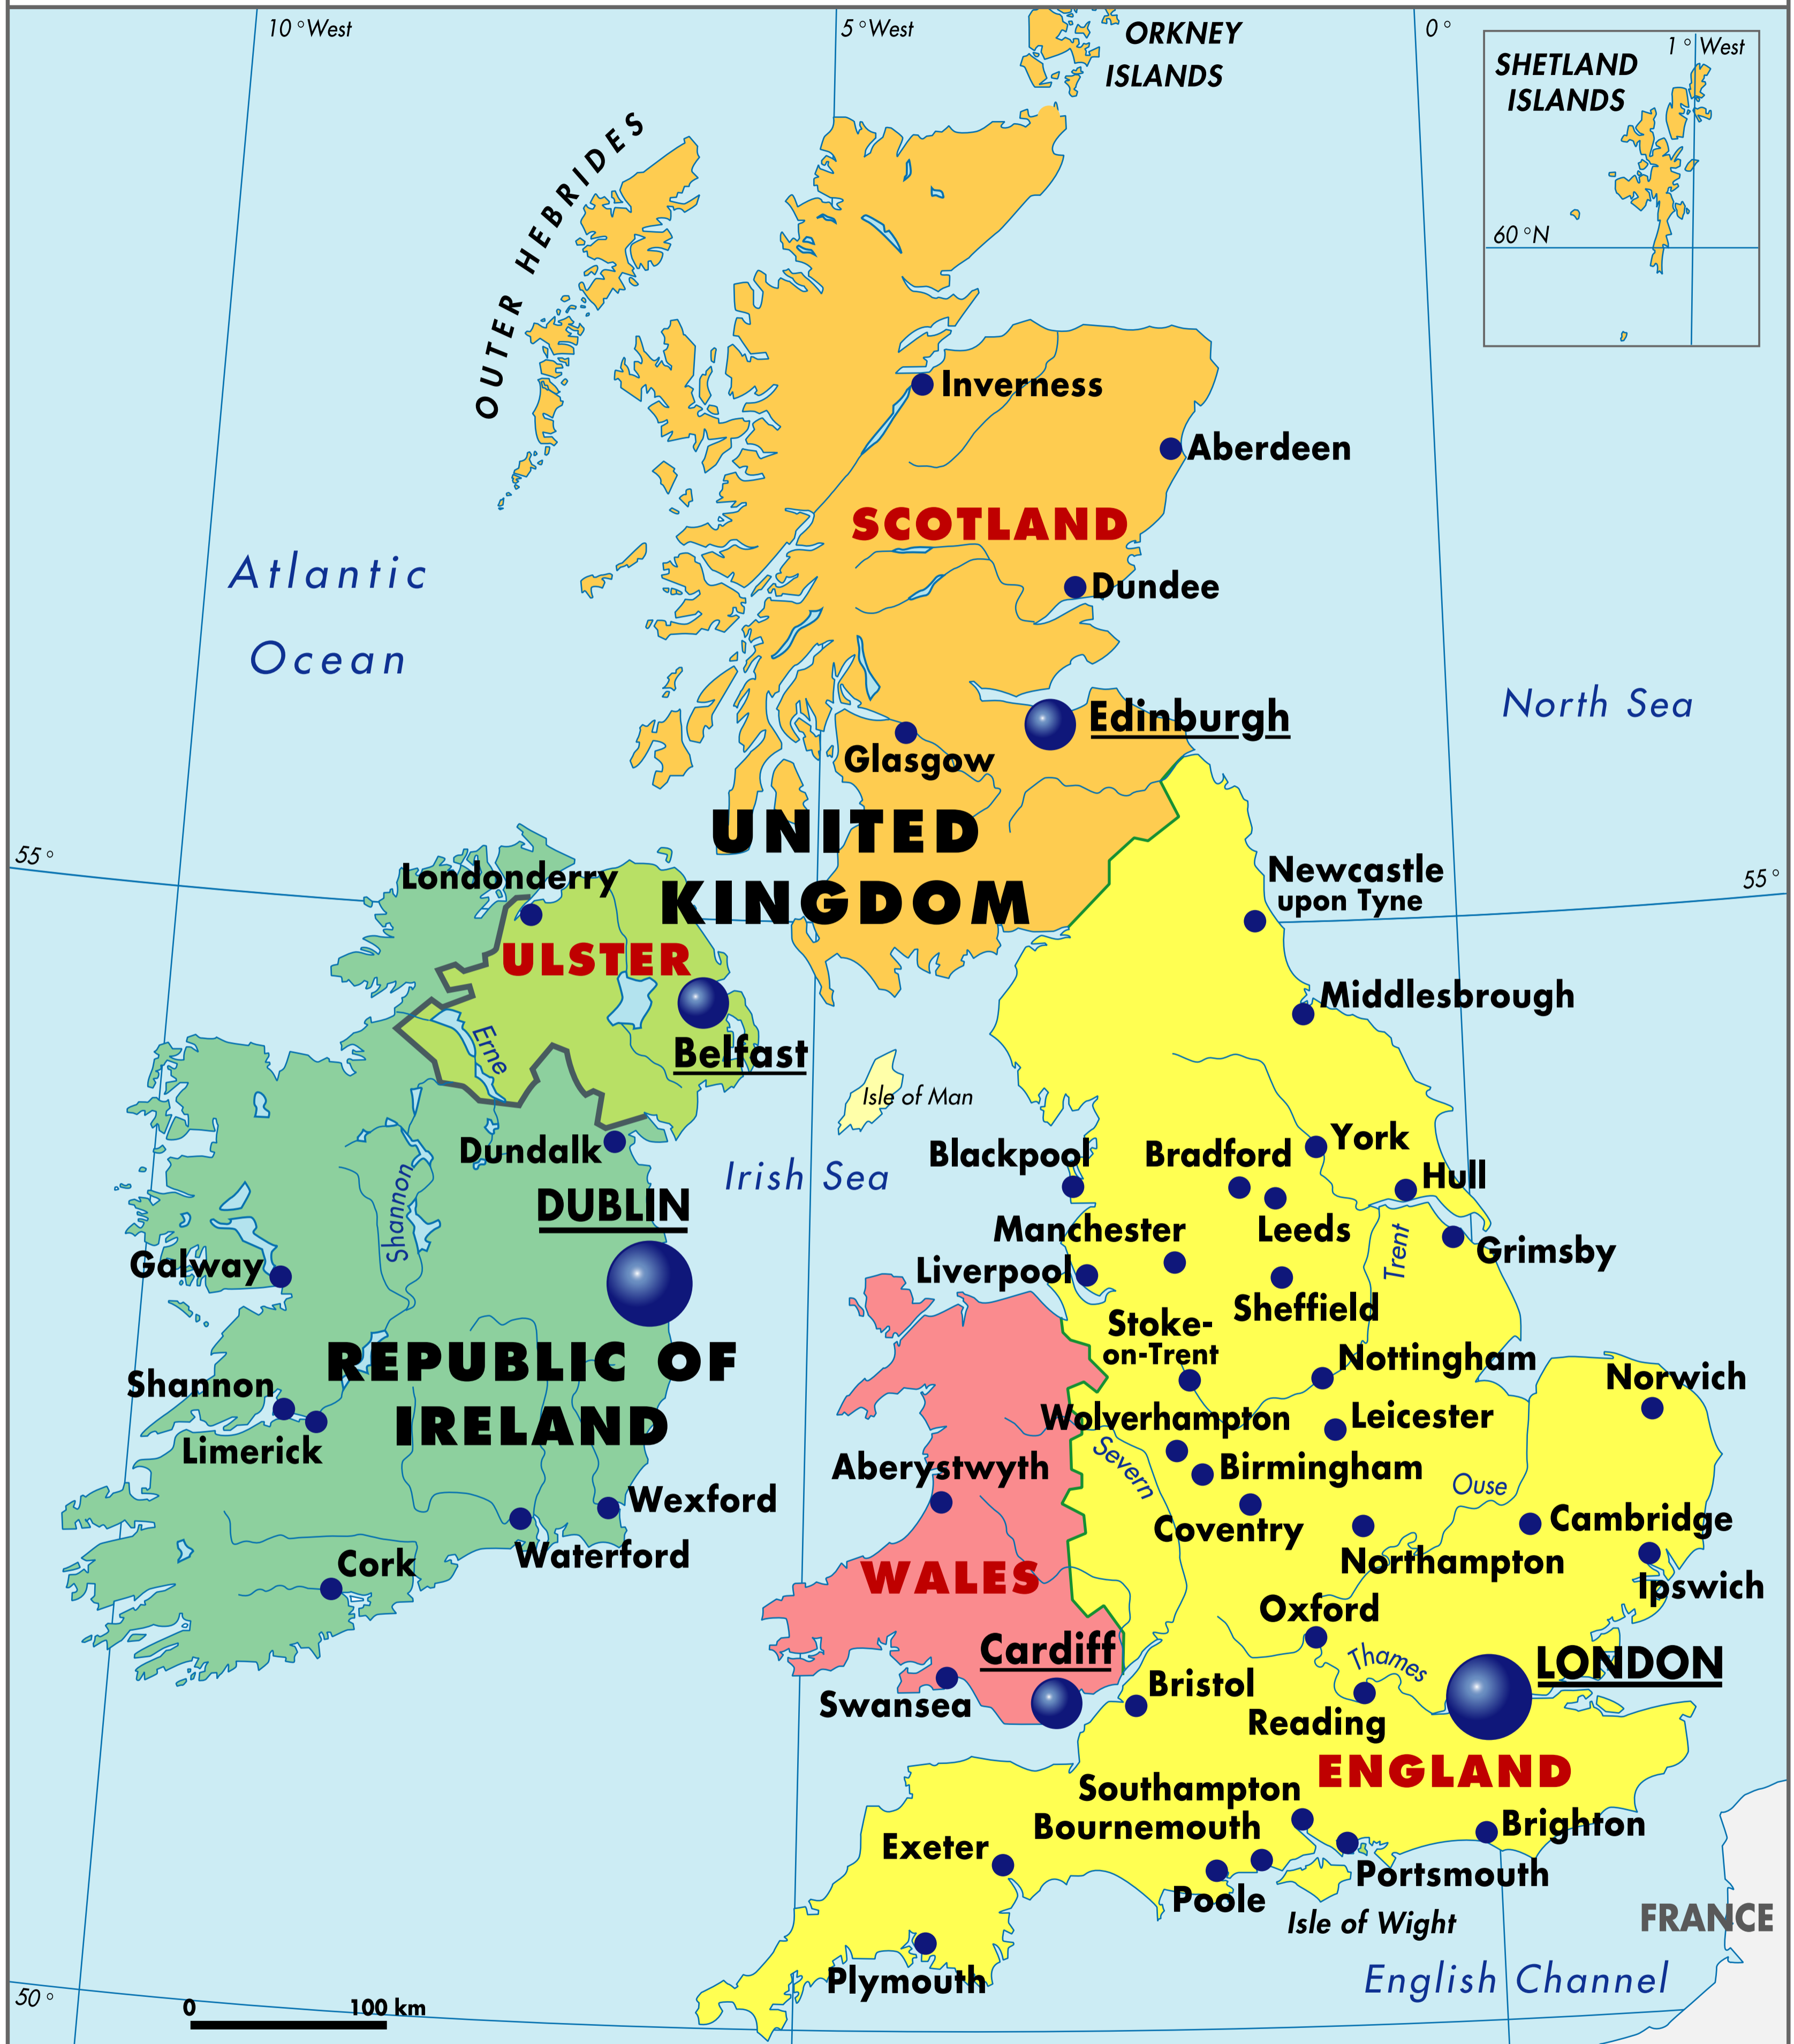 10 °West
5 °West
0 °
ORKNEY
ISLANDS
1 ° West
SHETLAND
ISLANDS
60 °N
OUTER HEBRIDES
Inverness
Aberdeen
SCOTLAND
Dundee
Atlantic
Ocean
North Sea
Edinburgh
Glasgow
UNITED
KINGDOM
55 °
55 °
Londonderry
Newcastle
upon Tyne
ULSTER
Middlesbrough
Erne
Belfast
Isle of Man
Dundalk
Irish Sea
Blackpool
Bradford
York
Hull
Shannon
DUBLIN
Manchester
Leeds
Trent
Grimsby
Galway
Liverpool
Sheffield
Stoke-
on-Trent
Nottingham
Norwich
REPUBLIC OF
IRELAND
Shannon
Limerick
Wolverhampton
Leicester
Severn
Aberystwyth
Birmingham
Ouse
Wexford
Coventry
Cambridge
Waterford
Cork
Northampton
Ipswich
WALES
Oxford
Cardiff
Thames
LONDON
Swansea
Bristol
Reading
ENGLAND
Southampton
Bournemouth
Brighton
Exeter
Portsmouth
Poole
Isle of Wight
FRANCE
Plymouth
English Channel
50 °
0
100 km